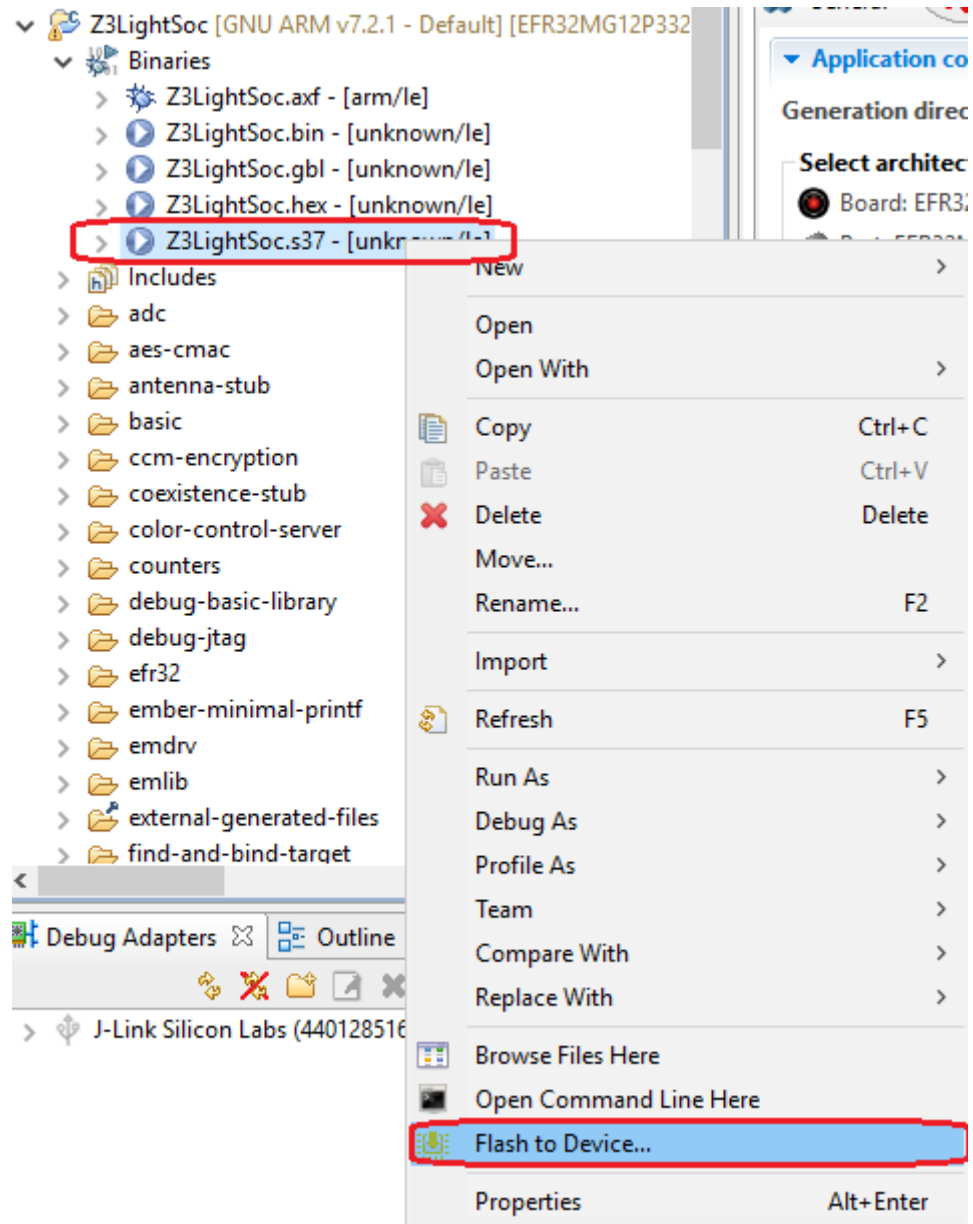 Z3LightSoc [GNU ARM v7.2.1 - Default] [EFR32MG12P332
Binaries
Z3LightSoc.axf - [arm/le]
Z3LightSoc.bin - [unknown/le]
Z3LightSoc.gbl - [unknown/le]
Z3LightSoc.hex - [unknown/le]
Z3LightSoc.s37 - [unknown/le]
Includes
adc
aes-cmac
antenna-stub
basic
ccm-encryption
coexistence-stub
color-control-server
counters
debug-basic-library
debug-jtag
efr32
ember-minimal-printf
emdrv
emlib
external-generated-files
find-and-bind-target
Application co
Generation direc
Select architec
Board: EFR32
New
Open
Open With
Copy Ctrl+C
Paste Ctrl+V
Delete Delete
Move...
Rename... F2
Import
Refresh F5
Run As
Debug As
Profile As
Team
Compare With
Replace With
Browse Files Here
Open Command Line Here
Flash to Device...
Properties Alt+Enter
Debug Adapters
Outline
J-Link Silicon Labs (440128516